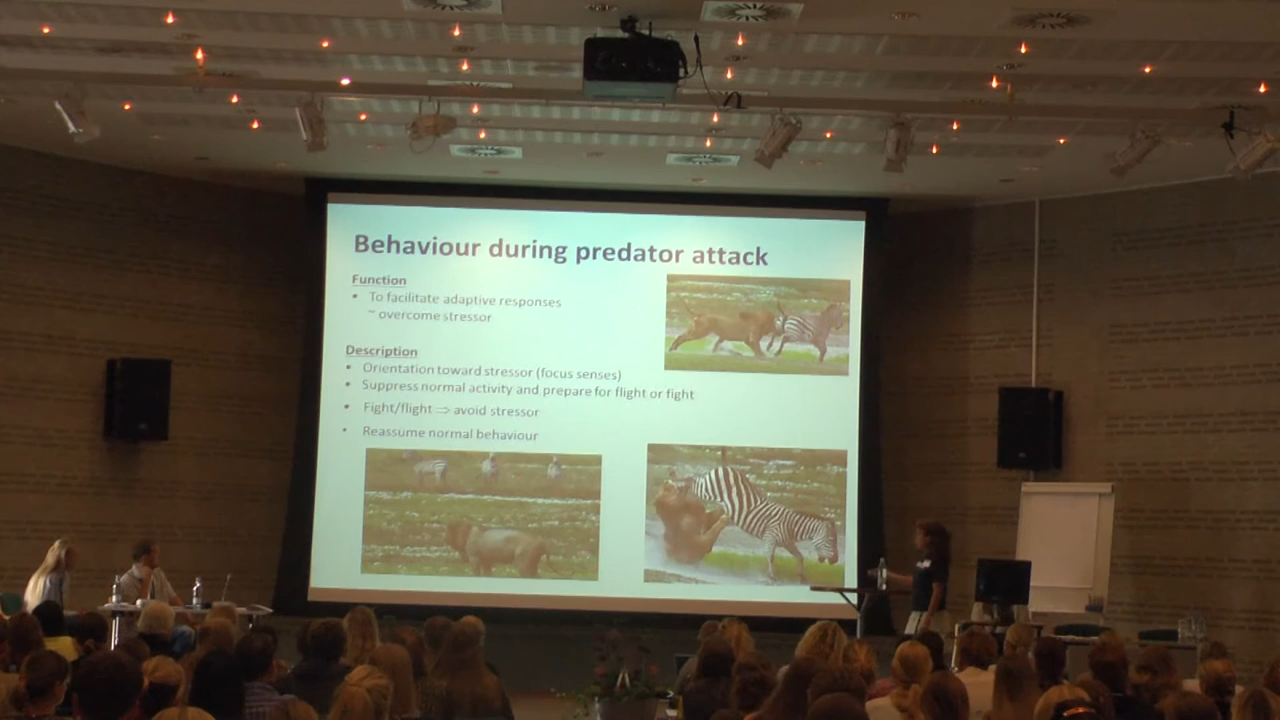 Behaviour during predator attack
Function
• To facilitate adaptive responses
~ overcome stressor
Description
• Orientation toward stressor (focus senses)
• Suppress normal activity and prepare for flight or fight
• Fight/flight ⇒ avoid stressor
• Reassume normal behaviour